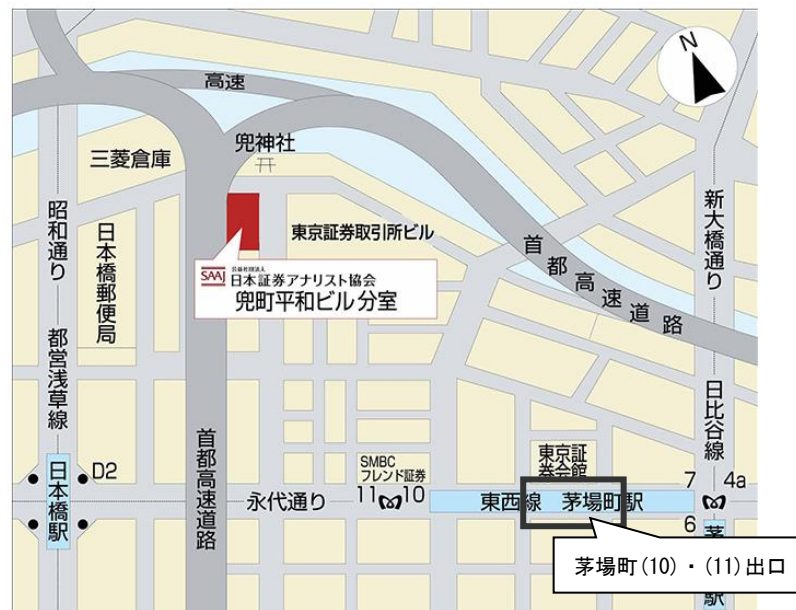 N
高速
兜神社
三菱倉庫
昭和通り
都営浅草線
日本橋郵便局
東京証券取引所ビル
SAAJ
公益社団法人
日本証券アナリスト協会
兜町平和ビル分室
首都高速道路
新大橋通り
日比谷線
首都高速道路
日本橋駅
D2
SMBC
フレンド証券
東京証
券会館
永代通り
11
10
東西線
茅場町駅
7
4a
6
茅
駅
茅場町(10)・(11)出口